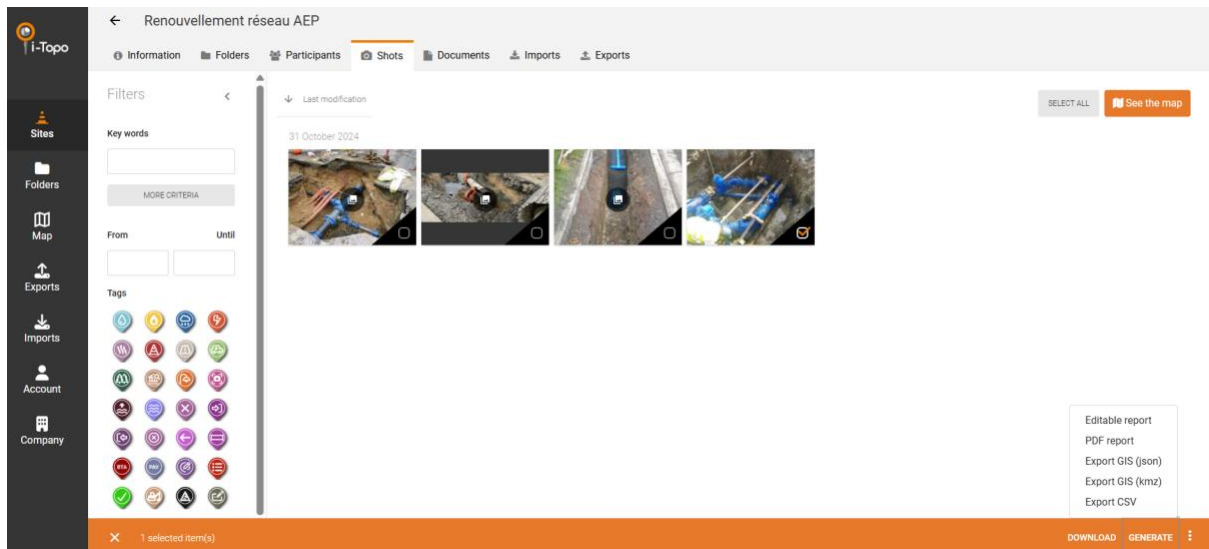 i-Topo
Renouvellement réseau AEP
Information Folders Participants Shots Documents Imports Exports
Sites
Folders
Map
Exports
Imports
Account
Company
Filters
Key words
MORE CRITERIA
From Until
Tags
BTA PAV
Last modification
SELECT ALL See the map
31 October 2024
Editable report
PDF report
Export GIS (json)
Export GIS (kmz)
Export CSV
1 selected item(s)
DOWNLOAD GENERATE